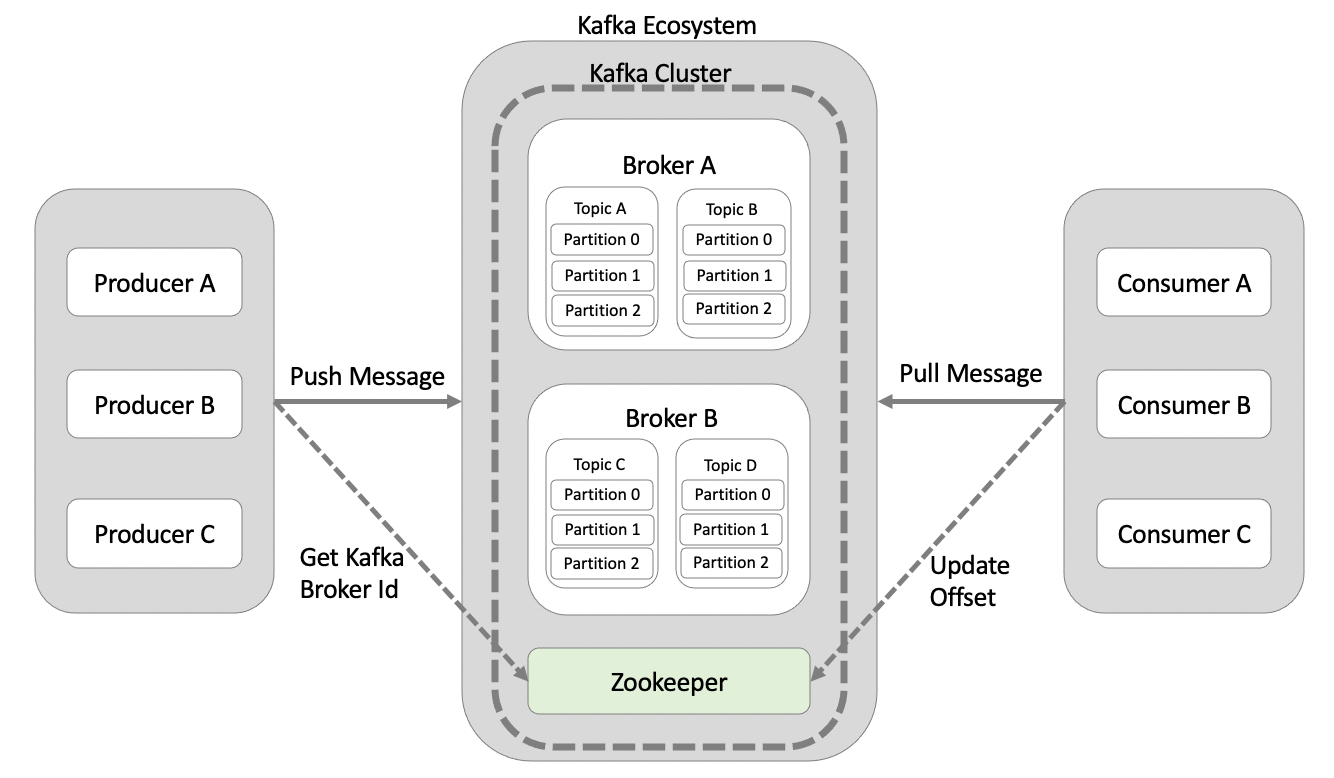 Kafka Ecosystem
Kafka Cluster
Broker A
Topic A
Partition 0
Partition 1
Partition 2
Topic B
Partition 0
Partition 1
Partition 2
Producer A
Producer B
Producer C
Push Message
Get Kafka
Broker Id
Broker B
Topic C
Partition 0
Partition 1
Partition 2
Topic D
Partition 0
Partition 1
Partition 2
Zookeeper
Pull Message
Update
Offset
Consumer A
Consumer B
Consumer C